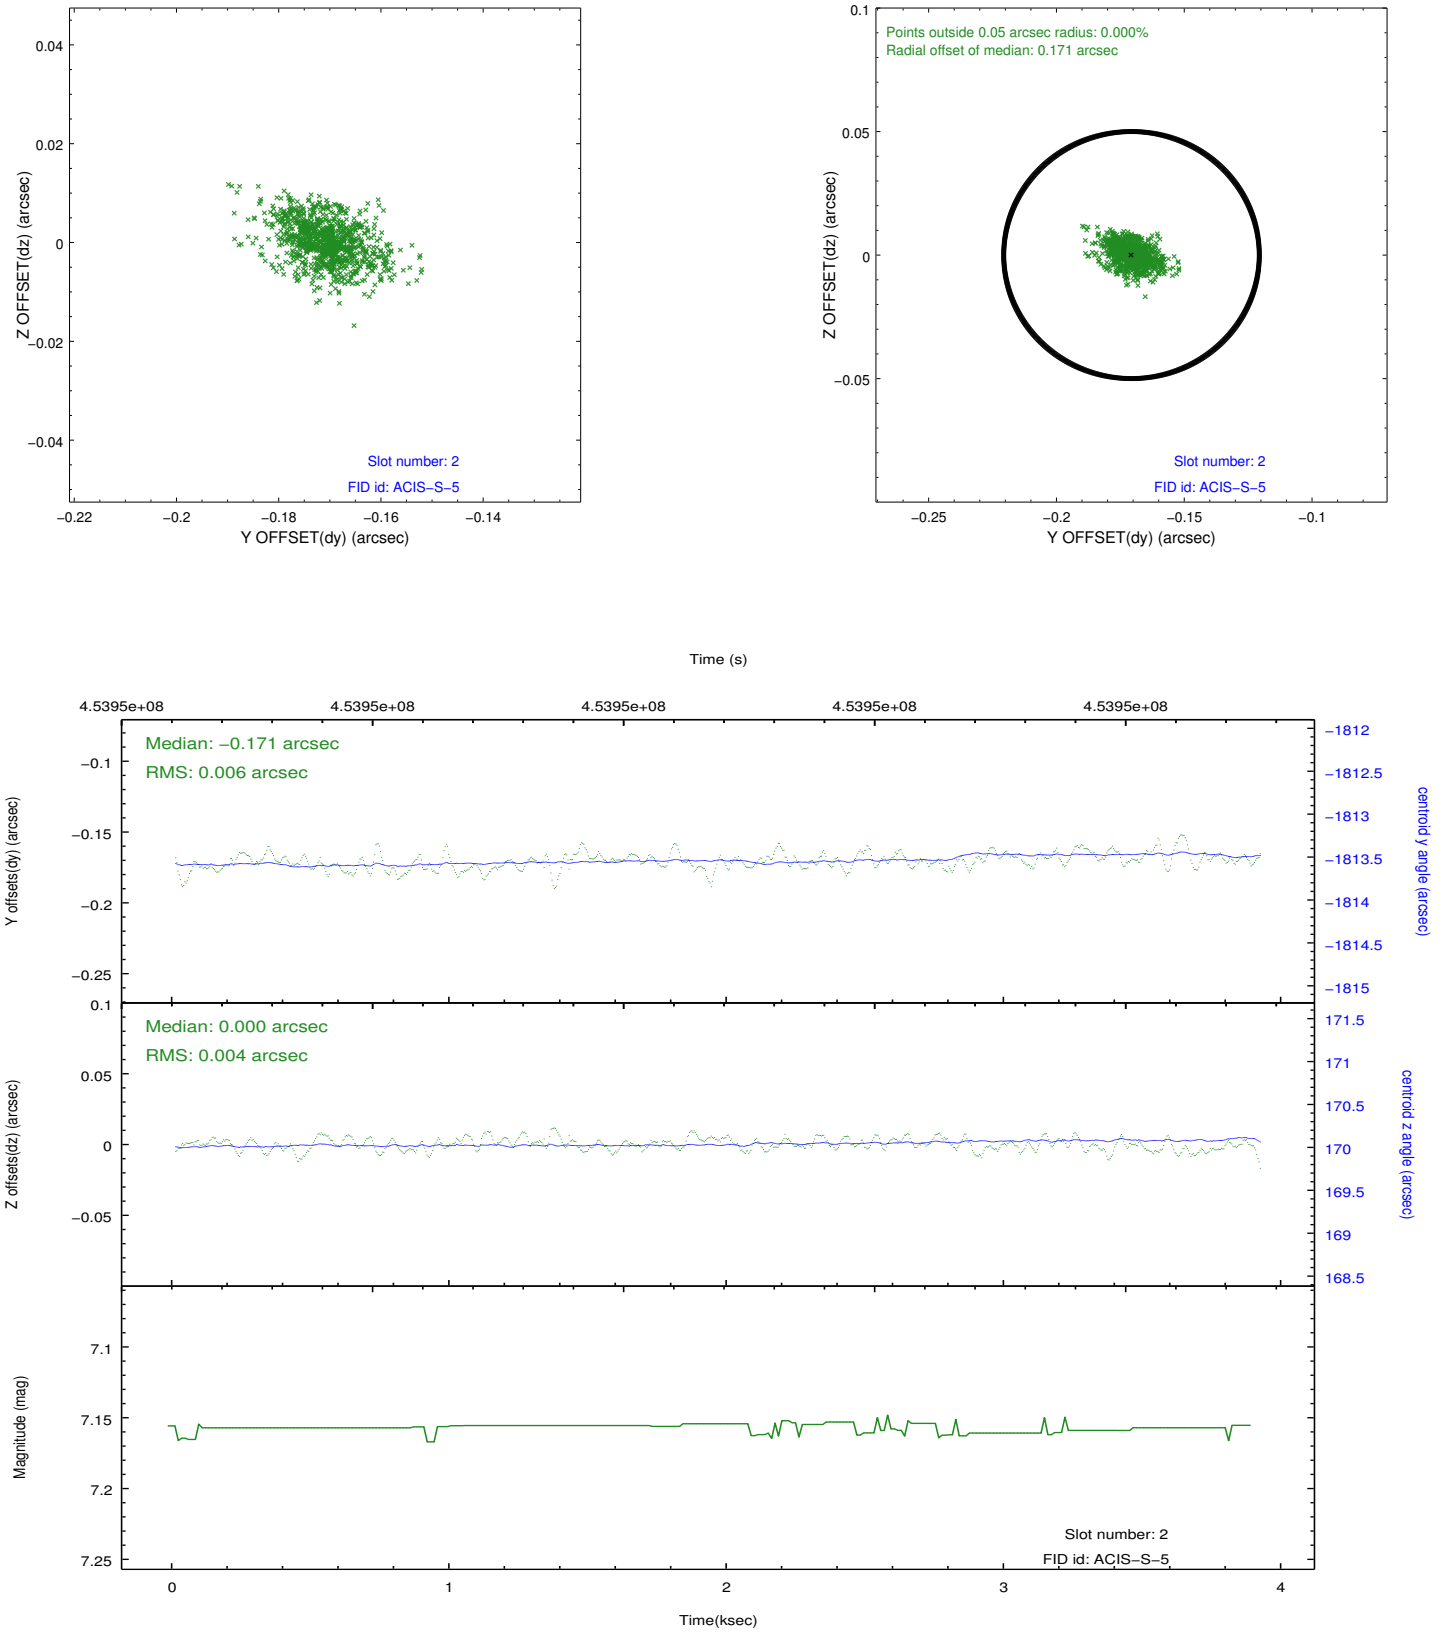 0.04
0.02
0
−0.02
−0.04
Z OFFSET(dz) (arcsec)
Slot number: 2
FID id: ACIS−S−5
−0.22
−0.2
−0.18
−0.16
−0.14
Y OFFSET(dy) (arcsec)
0.1
0.05
0
−0.05
Z OFFSET(dz) (arcsec)
Points outside 0.05 arcsec radius: 0.000%
Radial offset of median: 0.171 arcsec
Slot number: 2
FID id: ACIS−S−5
−0.25
−0.2
−0.15
−0.1
Y OFFSET(dy) (arcsec)
Time (s)
4.5395e+08
4.5395e+08
4.5395e+08
4.5395e+08
4.5395e+08
Median: −0.171 arcsec
RMS: 0.006 arcsec
−0.1
−0.15
−0.2
−0.25
Y offsets(dy) (arcsec)
−1812
−1812.5
−1813
−1813.5
−1814
−1814.5
−1815
centroid y angle (arcsec)
Median: 0.000 arcsec
RMS: 0.004 arcsec
0.1
0.05
0
−0.05
Z offsets(dz) (arcsec)
171.5
171
170.5
170
169.5
169
168.5
centroid z angle (arcsec)
7.1
7.15
7.2
7.25
Magnitude (mag)
Slot number: 2
FID id: ACIS−S−5
0
1
2
3
4
Time(ksec)